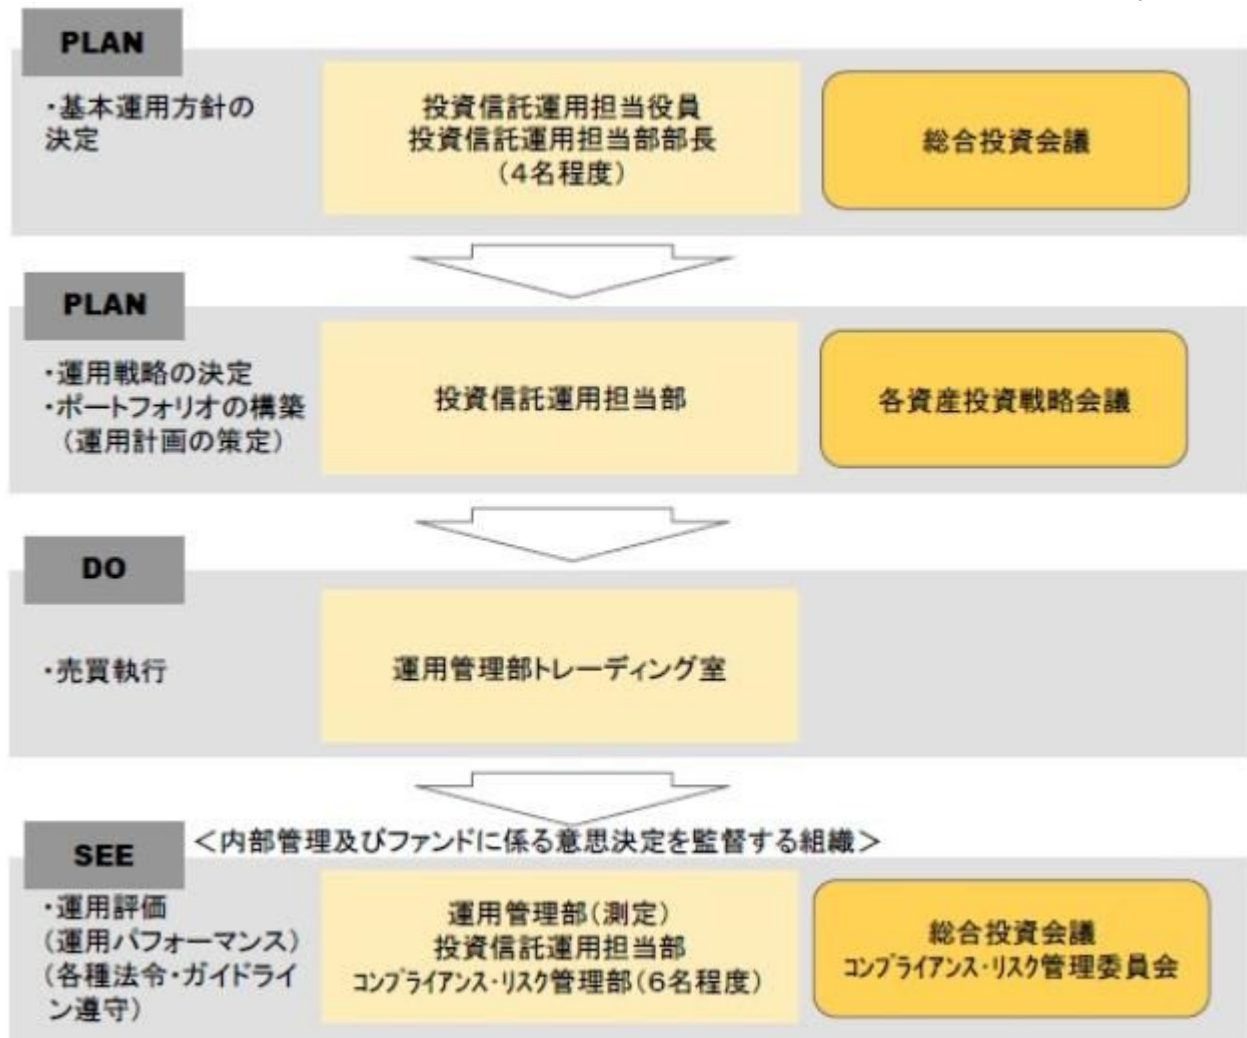 PLAN
・基本運用方針の
決定
投資信託運用担当役員
投資信託運用担当部部長
（４名程度）
総合投資会議
PLAN
・運用戦略の決定
・ポートフォリオの構築
（運用計画の策定）
投資信託運用担当部
各資産投資戦略会議
DO
・売買執行
運用管理部トレーディング室
SEE
＜内部管理及びファンドに係る意思決定を監督する組織＞
・運用評価
（運用パフォーマンス）
（各種法令・ガイドライ
ン遵守）
運用管理部（測定）
投資信託運用担当部
ｺﾝﾌﾟﾗｲｱﾝｽ・ﾘｽｸ管理部（６名程度）
総合投資会議
ｺﾝﾌﾟﾗｲｱﾝｽ・ﾘｽｸ管理委員会